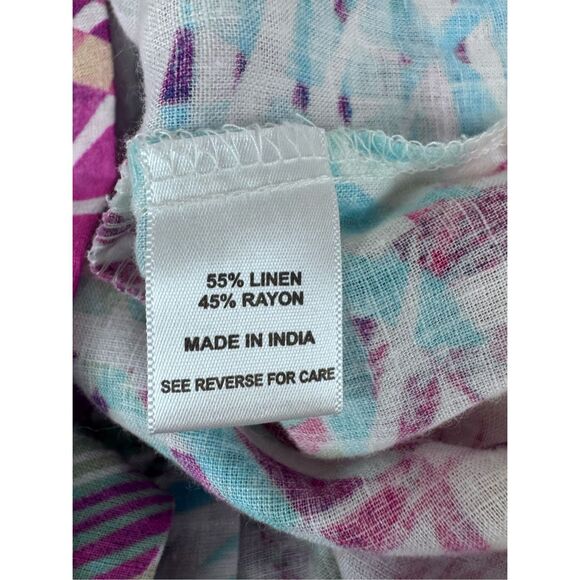 55% LINEN
45% RAYON
MADE IN INDIA
SEE REVERSE FOR CARE